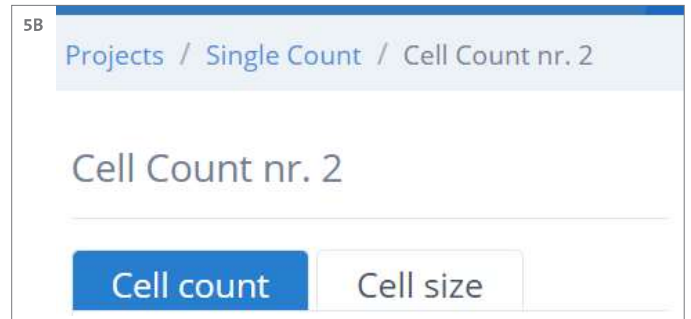 5B
Projects / Single Count / Cell Count nr. 2
Cell Count nr. 2
Cell count Cell size